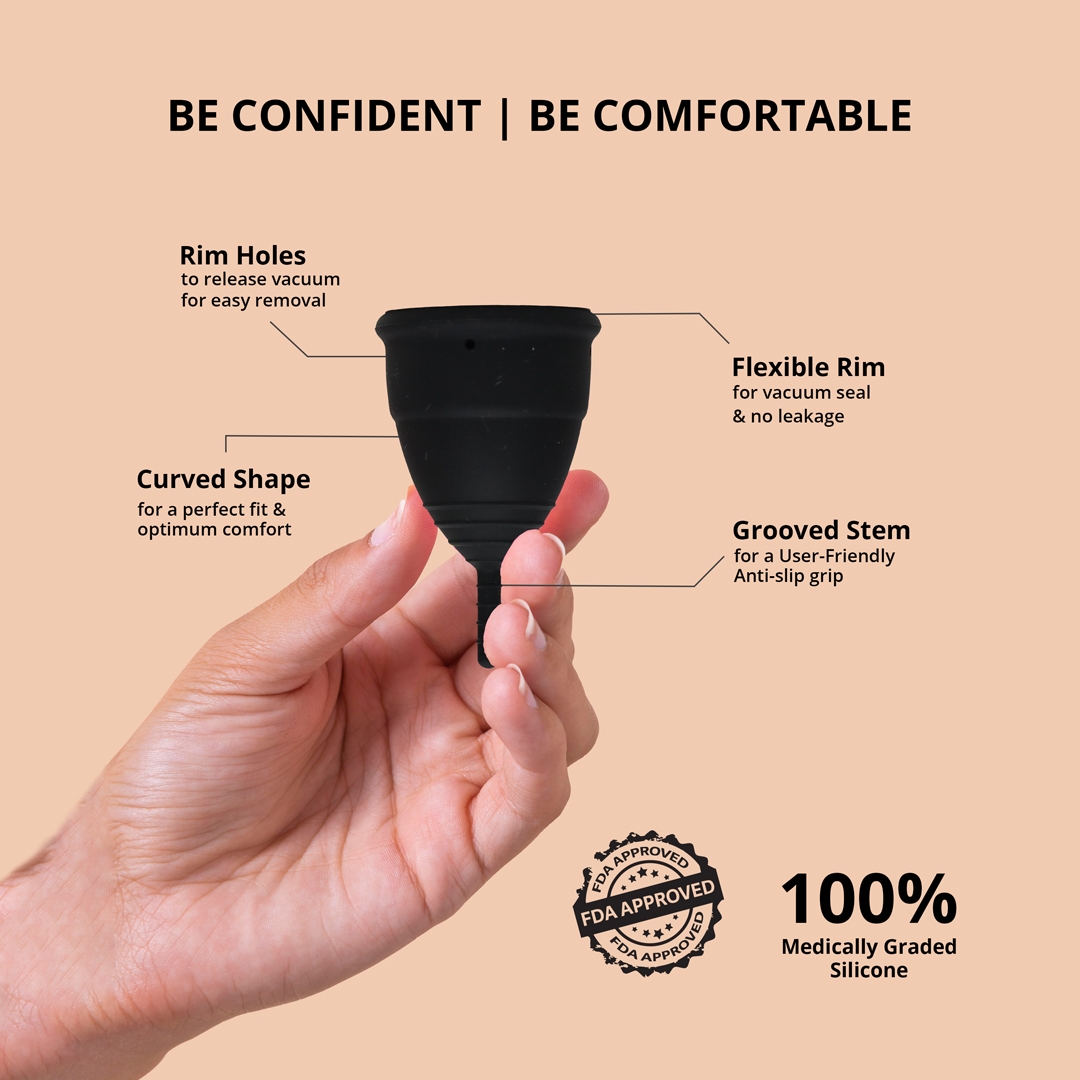 BE CONFIDENT | BE COMFORTABLE
Rim Holes
to release vacuum
for easy removal
Flexible Rim
for vacuum seal
& no leakage
Curved Shape
for a perfect fit &
optimum comfort
Grooved Stem
for a User-Friendly
Anti-slip grip
FDA APPROVED
FDA APPROVED
FDA APPROVED
100%
Medically Graded
Silicone